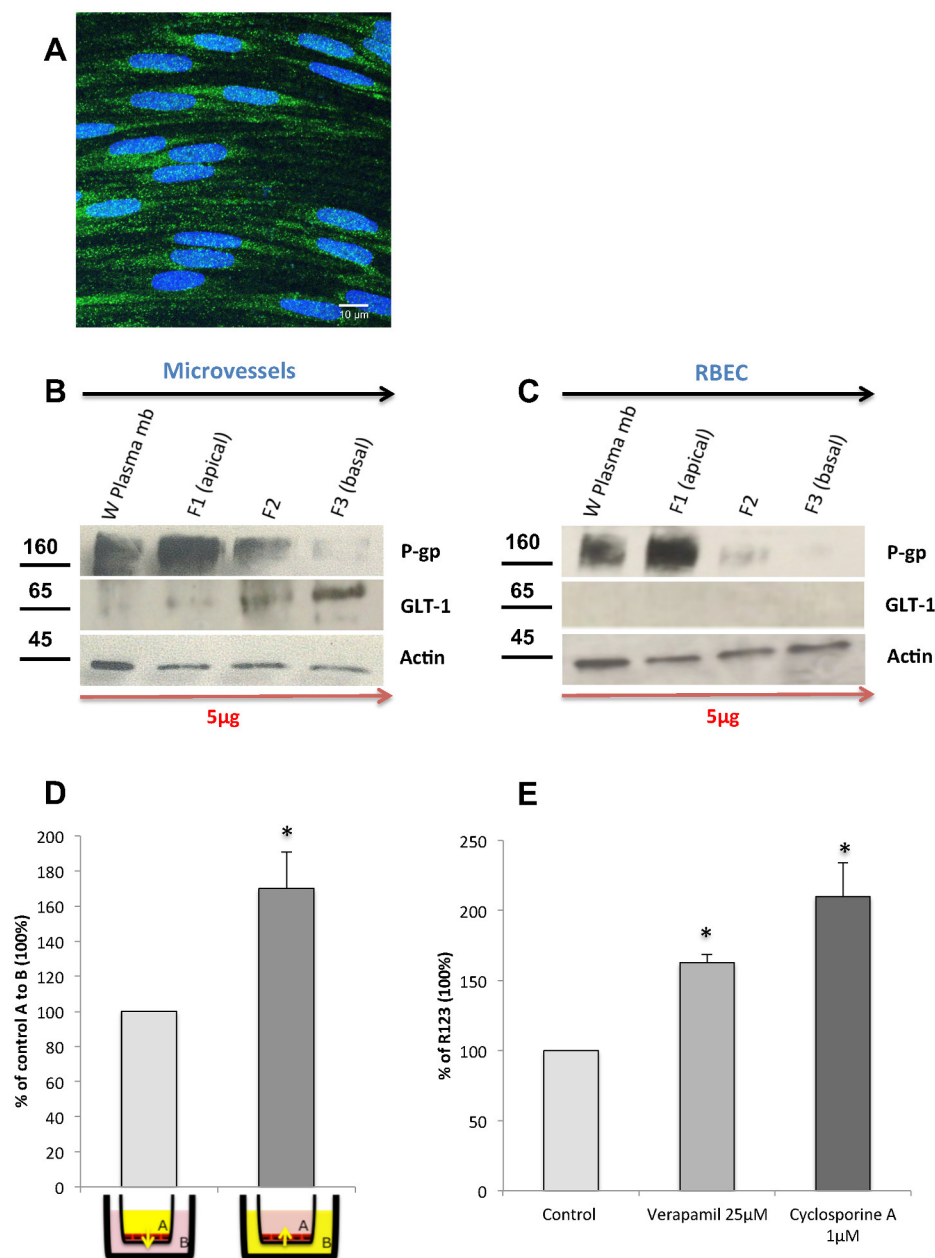 A
10 µm
B
Microvessels
W Plasma mb
F1 (apical)
F2
F3 (basal)
160
P-gp
65
GLT-1
45
Actin
5µg
C
RBEC
W Plasma mb
F1 (apical)
F2
F3 (basal)
160
P-gp
65
GLT-1
45
Actin
5µg
D
% of control A to B (100%)
200
180
160
140
120
100
80
60
40
20
0
*
A
B
A
B
E
% of R123 (100%)
250
200
150
100
50
0
*
*
Control
Verapamil 25µM
Cyclosporine A
1µM